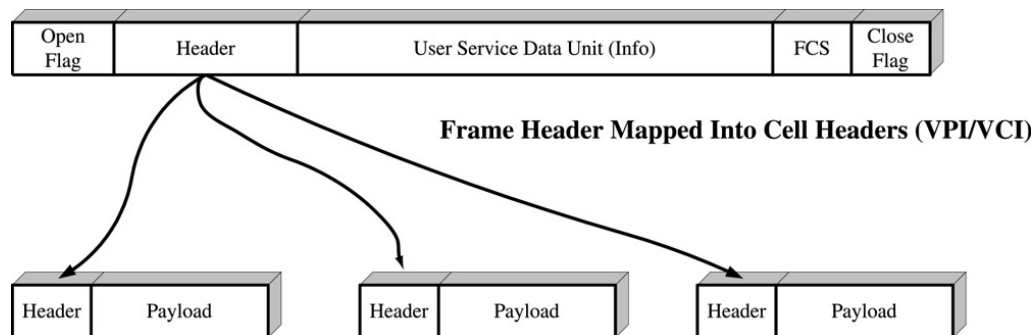 Open Flag
Header
User Service Data Unit (Info)
FCS
Close Flag
Frame Header Mapped Into Cell Headers (VPI/VCI)
Header
Payload
Header
Payload
Header
Payload